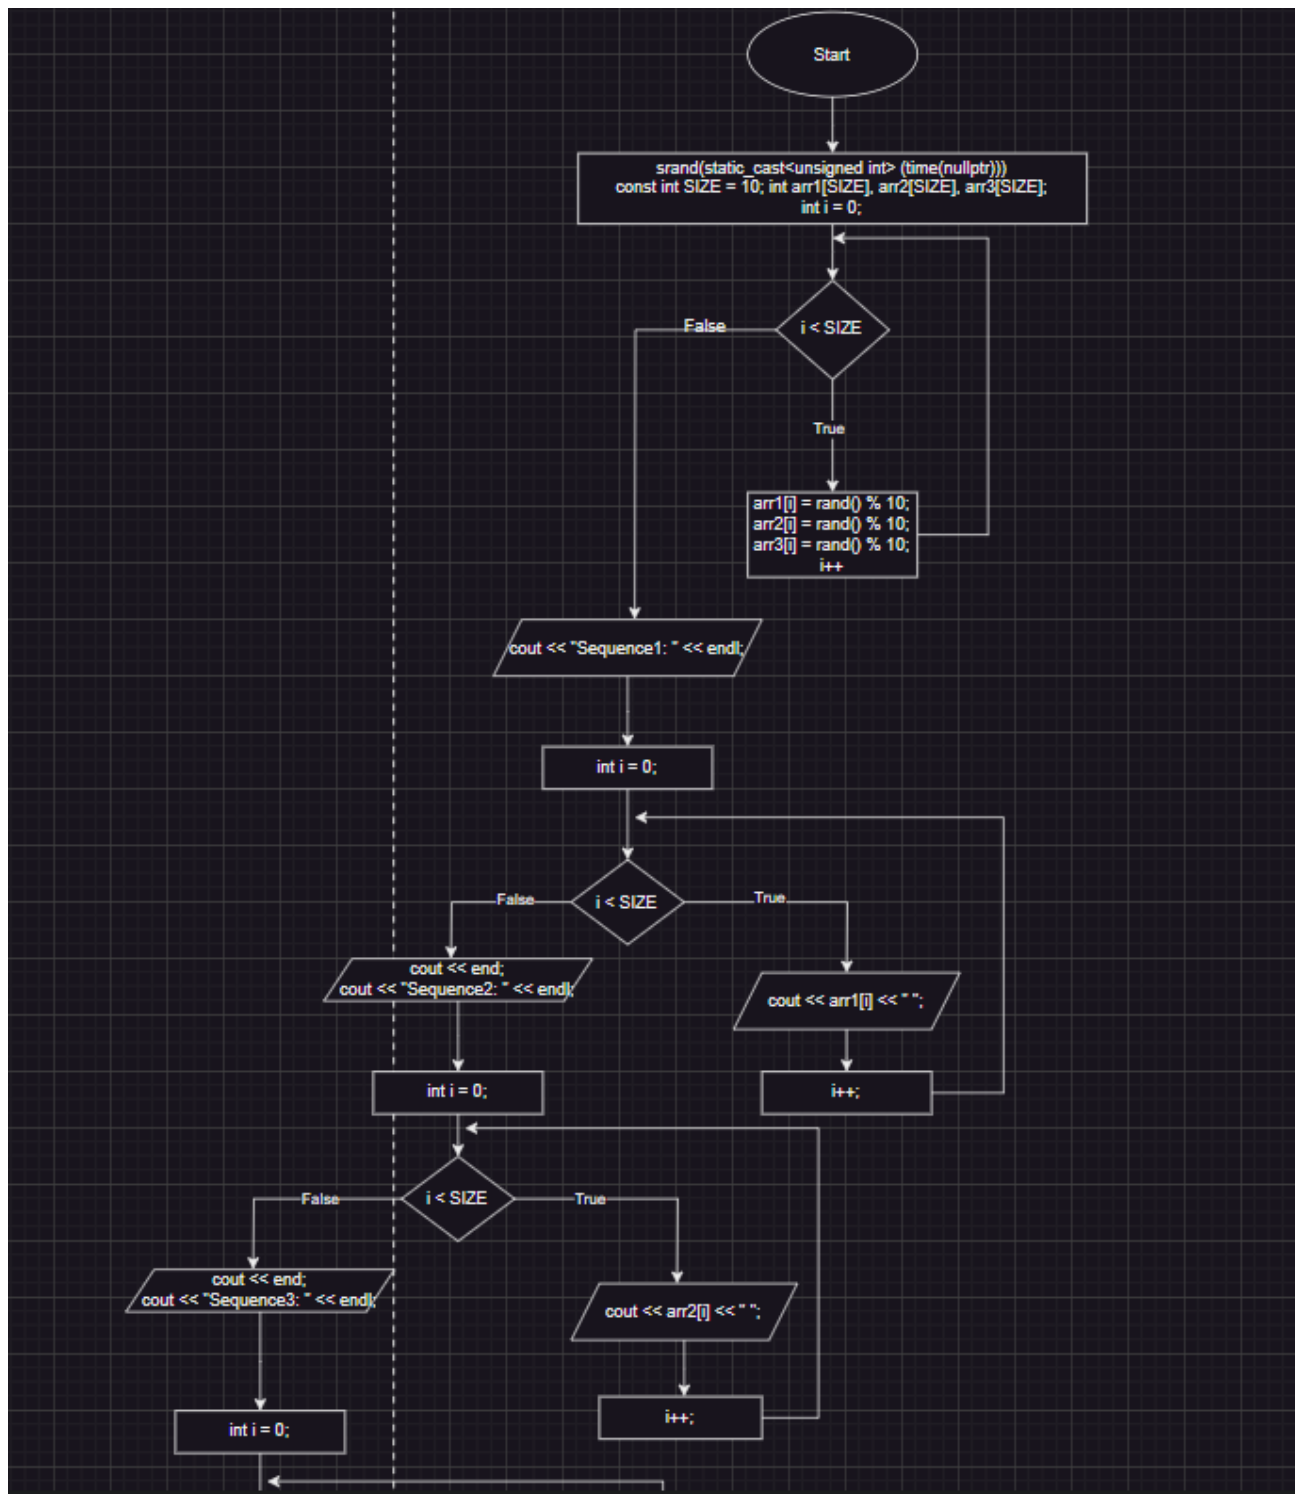 Start
srand(static_cast<unsigned int> (time(nullptr)))
const int SIZE = 10; int arr1[SIZE], arr2[SIZE], arr3[SIZE];
int i = 0;
i < SIZE
False
True
arr1[i] = rand() % 10;
arr2[i] = rand() % 10;
arr3[i] = rand() % 10;
i++
cout << "Sequence1: " << endl;
int i = 0;
i < SIZE
False
True
cout << end;
cout << "Sequence2: " << endl;
cout << arr1[i] << " ";
int i = 0;
i++;
i < SIZE
False
True
cout << end;
cout << "Sequence3: " << endl;
cout << arr2[i] << " ";
i++;
int i = 0;